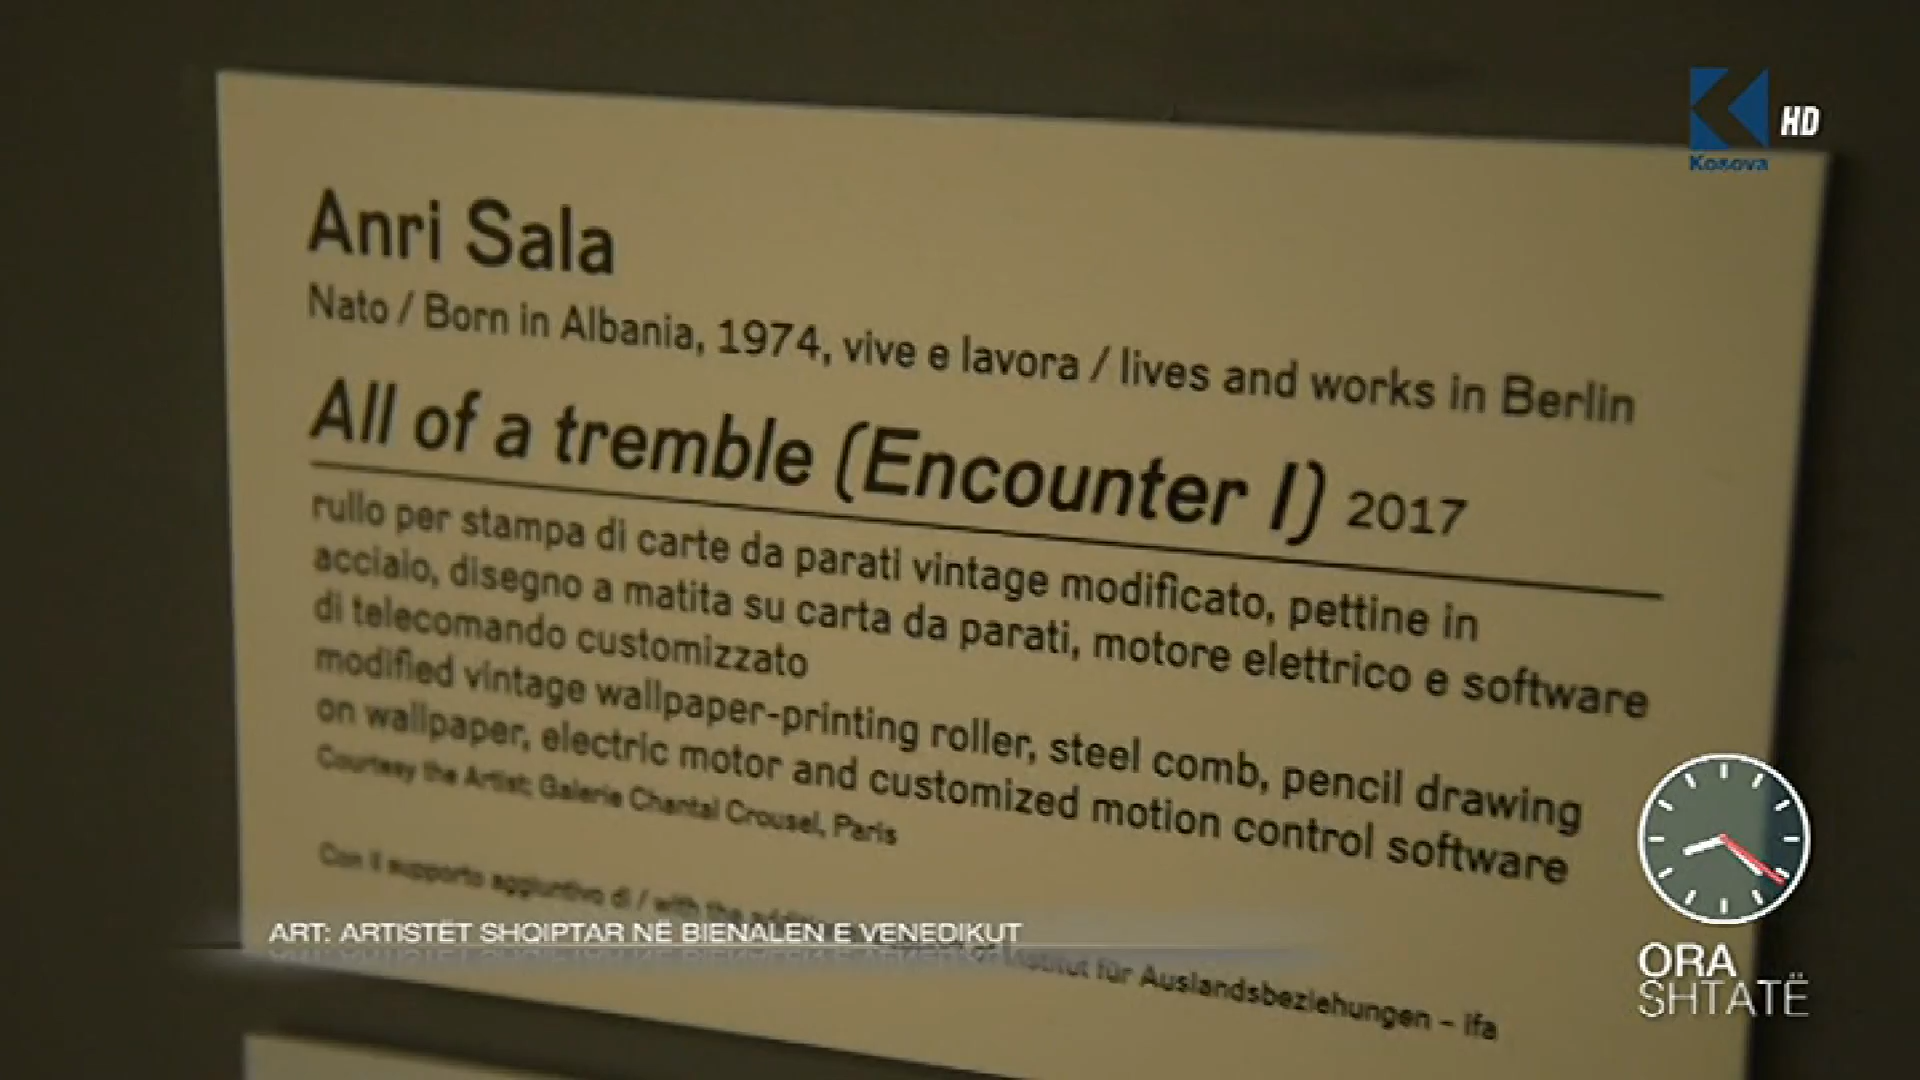 Kosova HD
Anri Sala
Nato / Born in Albania, 1974, vive e lavora / lives and works in Berlin
All of a tremble (Encounter I) 2017
rullo per stampa di carte da parati vintage modificato, pettine in
acciaio, disegno a matita su carta da parati, motore elettrico e software
di telecomando customizzato
modified vintage wallpaper-printing roller, steel comb, pencil drawing
on wallpaper, electric motor and customized motion control software
Courtesy the Artist; Galerie Chantal Crousel, Paris
Con il supporto aggiuntivo di / with the
Institut für Auslandsbeziehungen – ifa
ART: ARTISTËT SHQIPTAR NË BIENALEN E VENEDIKUT
ORA
SHTATË